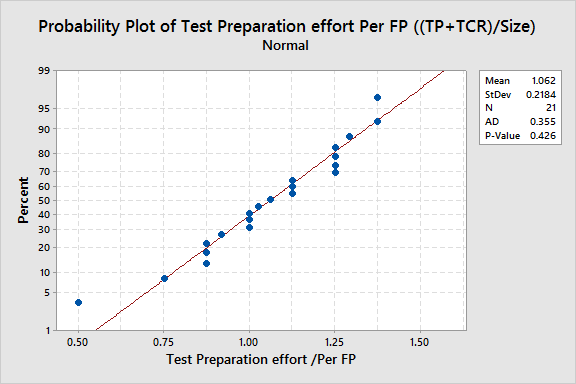 Probability Plot of Test Preparation effort Per FP ((TP+TCR)/Size)
Normal
Mean 1.062
StDev 0.2184
N 21
AD 0.355
P-Value 0.426
99
95
90
80
70
60
50
40
30
20
10
5
1
Percent
0.50 0.75 1.00 1.25 1.50
Test Preparation effort /Per FP